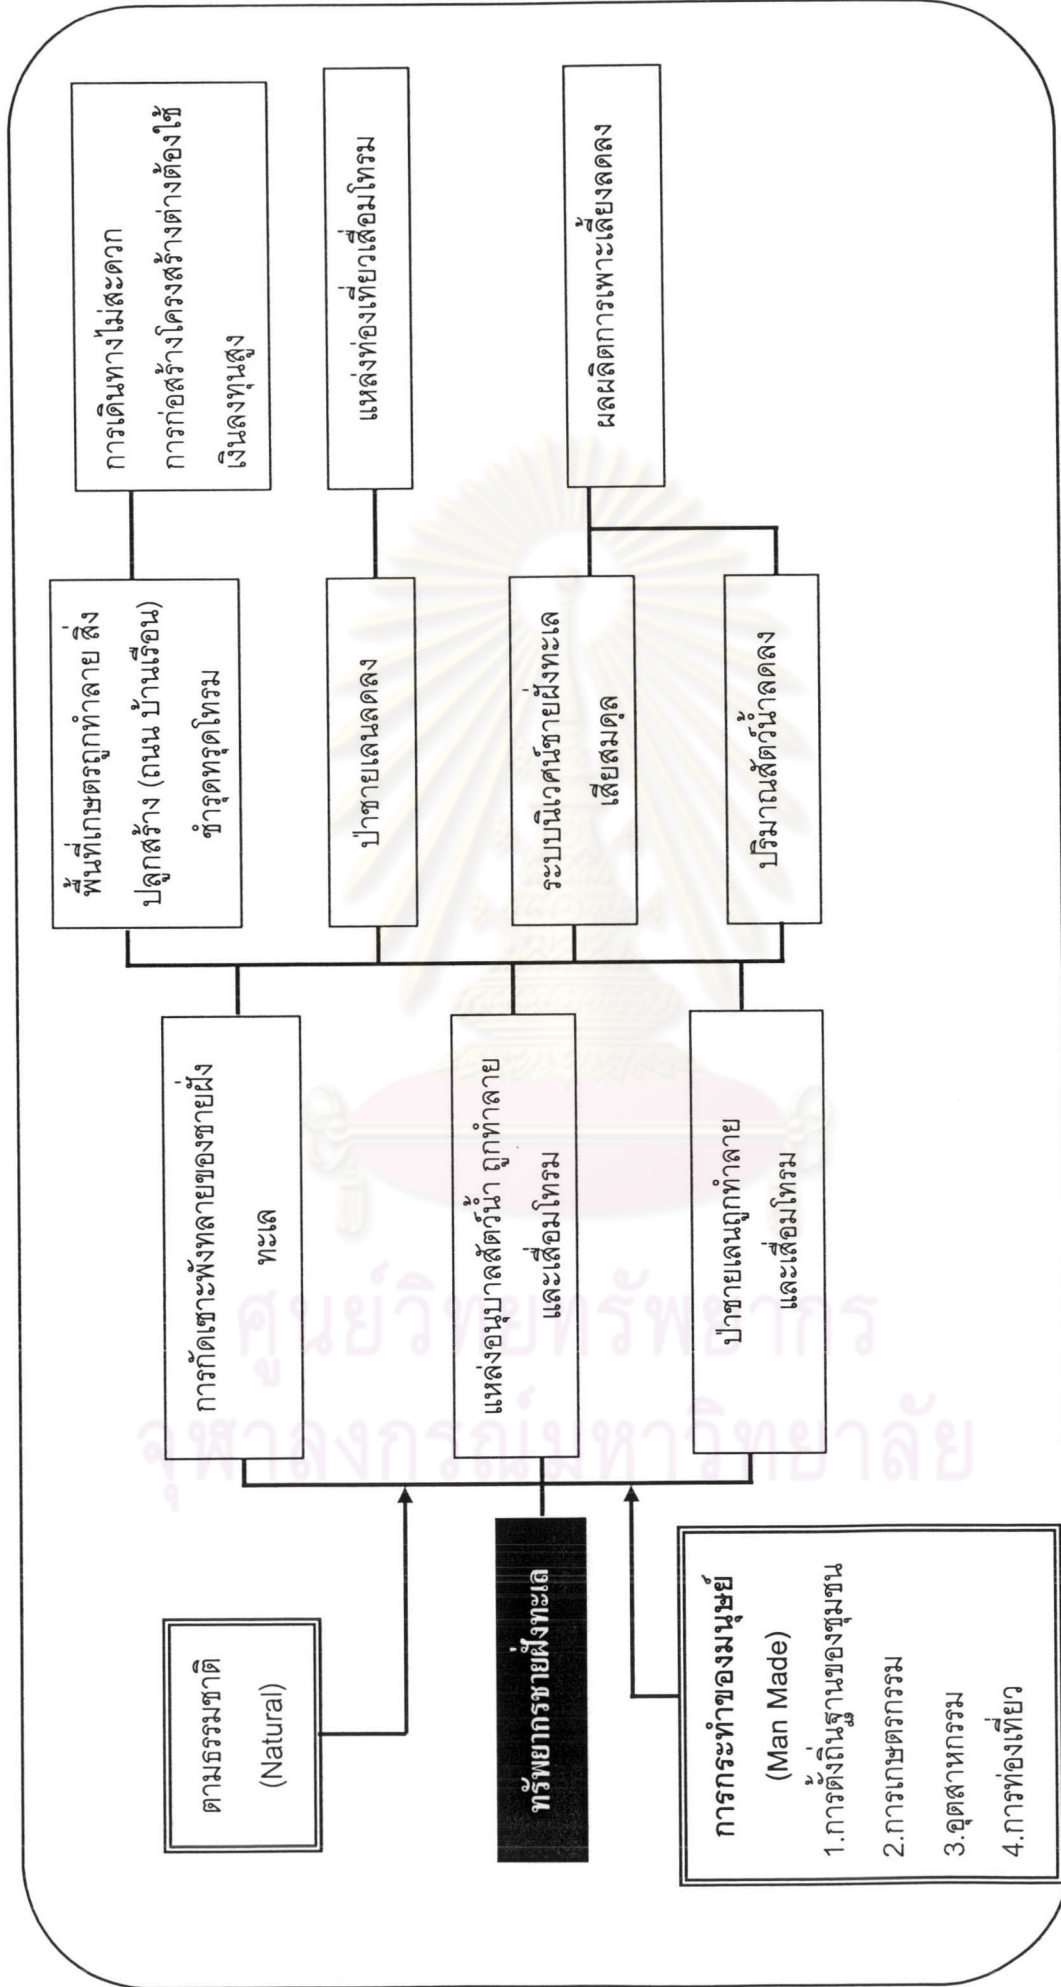 ตามธรรมชาติ
(Natural)
ทรัพยากรชายฝั่งทะเล
การกระทำของมนุษย์
(Man Made)
1.การตั้งถิ่นฐานของชุมชน
2.การเกษตรกรรม
3.อุตสาหกรรม
4.การท่องเที่ยว
การกัดเซาะพังทลายของชายฝั่ง
ทะเล
แหล่งอนุบาลสัตว์น้ำ ถูกทำลาย
และเสื่อมโทรม
ป่าชายเลนถูกทำลาย
และเสื่อมโทรม
พื้นที่เกษตรถูกทำลาย สิ่ง
ปลูกสร้าง (ถนน บ้านเรือน)
ชำรุดทรุดโทรม
ป่าชายเลนลดลง
ระบบนิเวศน์ชายฝั่งทะเล
เสียสมดุล
ปริมาณสัตว์น้ำลดลง
การเดินทางไม่สะดวก
การก่อสร้างโครงสร้างต่างต้องใช้
เงินลงทุนสูง
แหล่งท่องเที่ยวเสื่อมโทรม
ผลผลิตการเพาะเลี้ยงลดลง
ศูนย์วิทยทรัพยากร
จุฬาลงกรณ์มหาวิทยาลัย